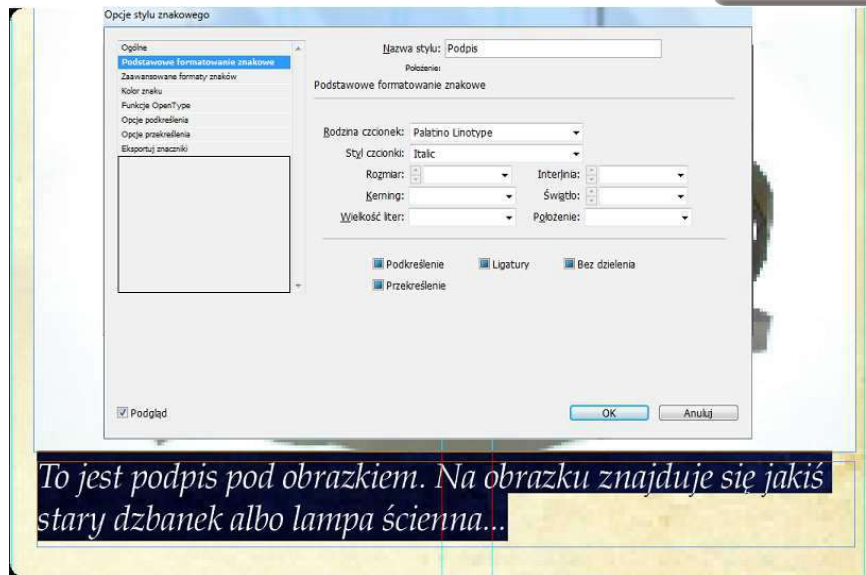 Opcje stylu znakowego
Ogólne
Podstawowe formatowanie znakowe
Zaawansowane formaty znaków
Kolor znaku
Funkcje OpenType
Opcje podkreślenia
Opcje przekreślenia
Eksportuj znaczniki
Nazwa stylu: Podpis
Położenie:
Podstawowe formatowanie znakowe
Rodzina czcionek: Palatino Linotype
Styl czcionki: Italic
Rozmiar: Interlinia:
Kerning: Światło:
Wielkość liter: Położenie:
Podkreślenie Ligatury Bez dzielenia
Przekreślenie
Podgląd OK Anuluj
To jest podpis pod obrazkiem. Na obrazku znajduje się jakiś
stary dzbanek albo lampa ścienna...